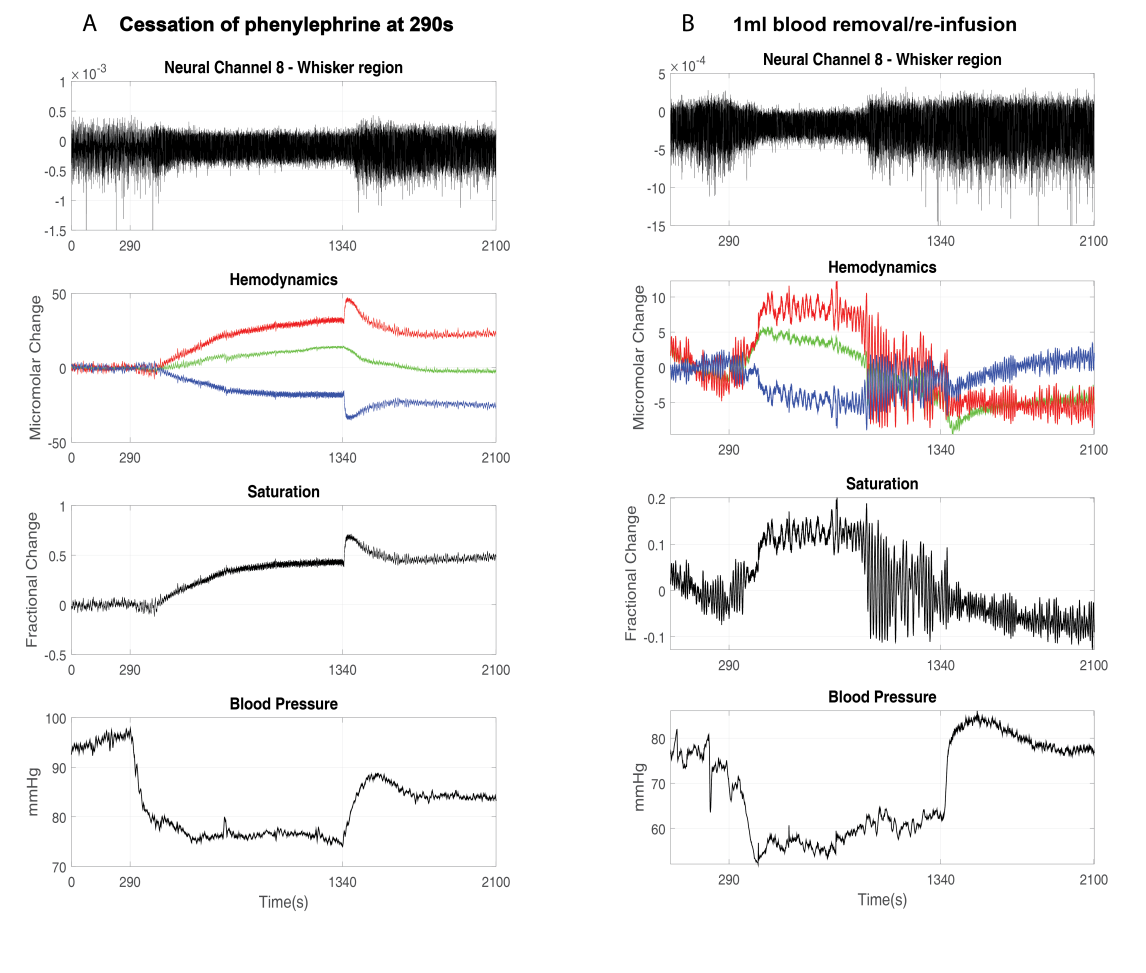 A Cessation of phenylephrine at 290s
Neural Channel 8 - Whisker region
× 10⁻³
1
0.5
0
-0.5
-1
-1.5
0 290 1340 2100
Hemodynamics
Micromolar Change
50
0
-50
0 290 1340 2100
Saturation
Fractional Change
1
0.5
0
-0.5
0 290 1340 2100
Blood Pressure
mmHg
100
90
80
70
0 290 1340 2100
Time(s)
B 1ml blood removal/re-infusion
Neural Channel 8 - Whisker region
× 10⁻⁴
5
0
-5
-10
-15
290 1340 2100
Hemodynamics
Micromolar Change
10
5
0
-5
290 1340 2100
Saturation
Fractional Change
0.2
0.1
0
-0.1
290 1340 2100
Blood Pressure
mmHg
80
70
60
290 1340 2100
Time(s)